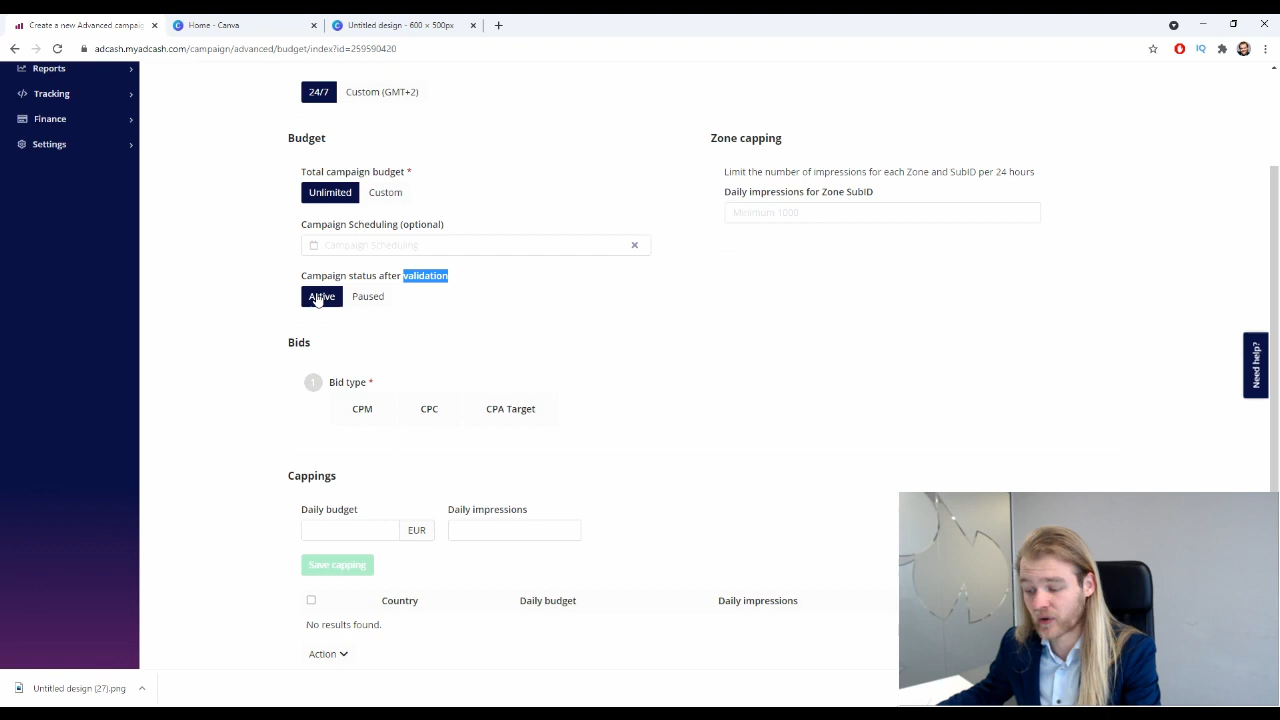 Create a new Advanced campaig
Home - Canva
Untitled design - 600 × 500px
adcash.myadcash.com/campaign/advanced/budget/index?id=259590420
IQ
Reports
Tracking
Finance
Settings
24/7
Custom (GMT+2)
Budget
Total campaign budget *
Unlimited
Custom
Campaign Scheduling (optional)
Campaign Scheduling
Campaign status after validation
Active
Paused
Zone capping
Limit the number of impressions for each Zone and SubID per 24 hours
Daily impressions for Zone SubID
Minimum 1000
Need help?
Bids
1
Bid type *
CPM
CPC
CPA Target
Cappings
Daily budget
Daily impressions
EUR
Save capping
Country
Daily budget
Daily impressions
No results found.
Action
Untitled design (27).png